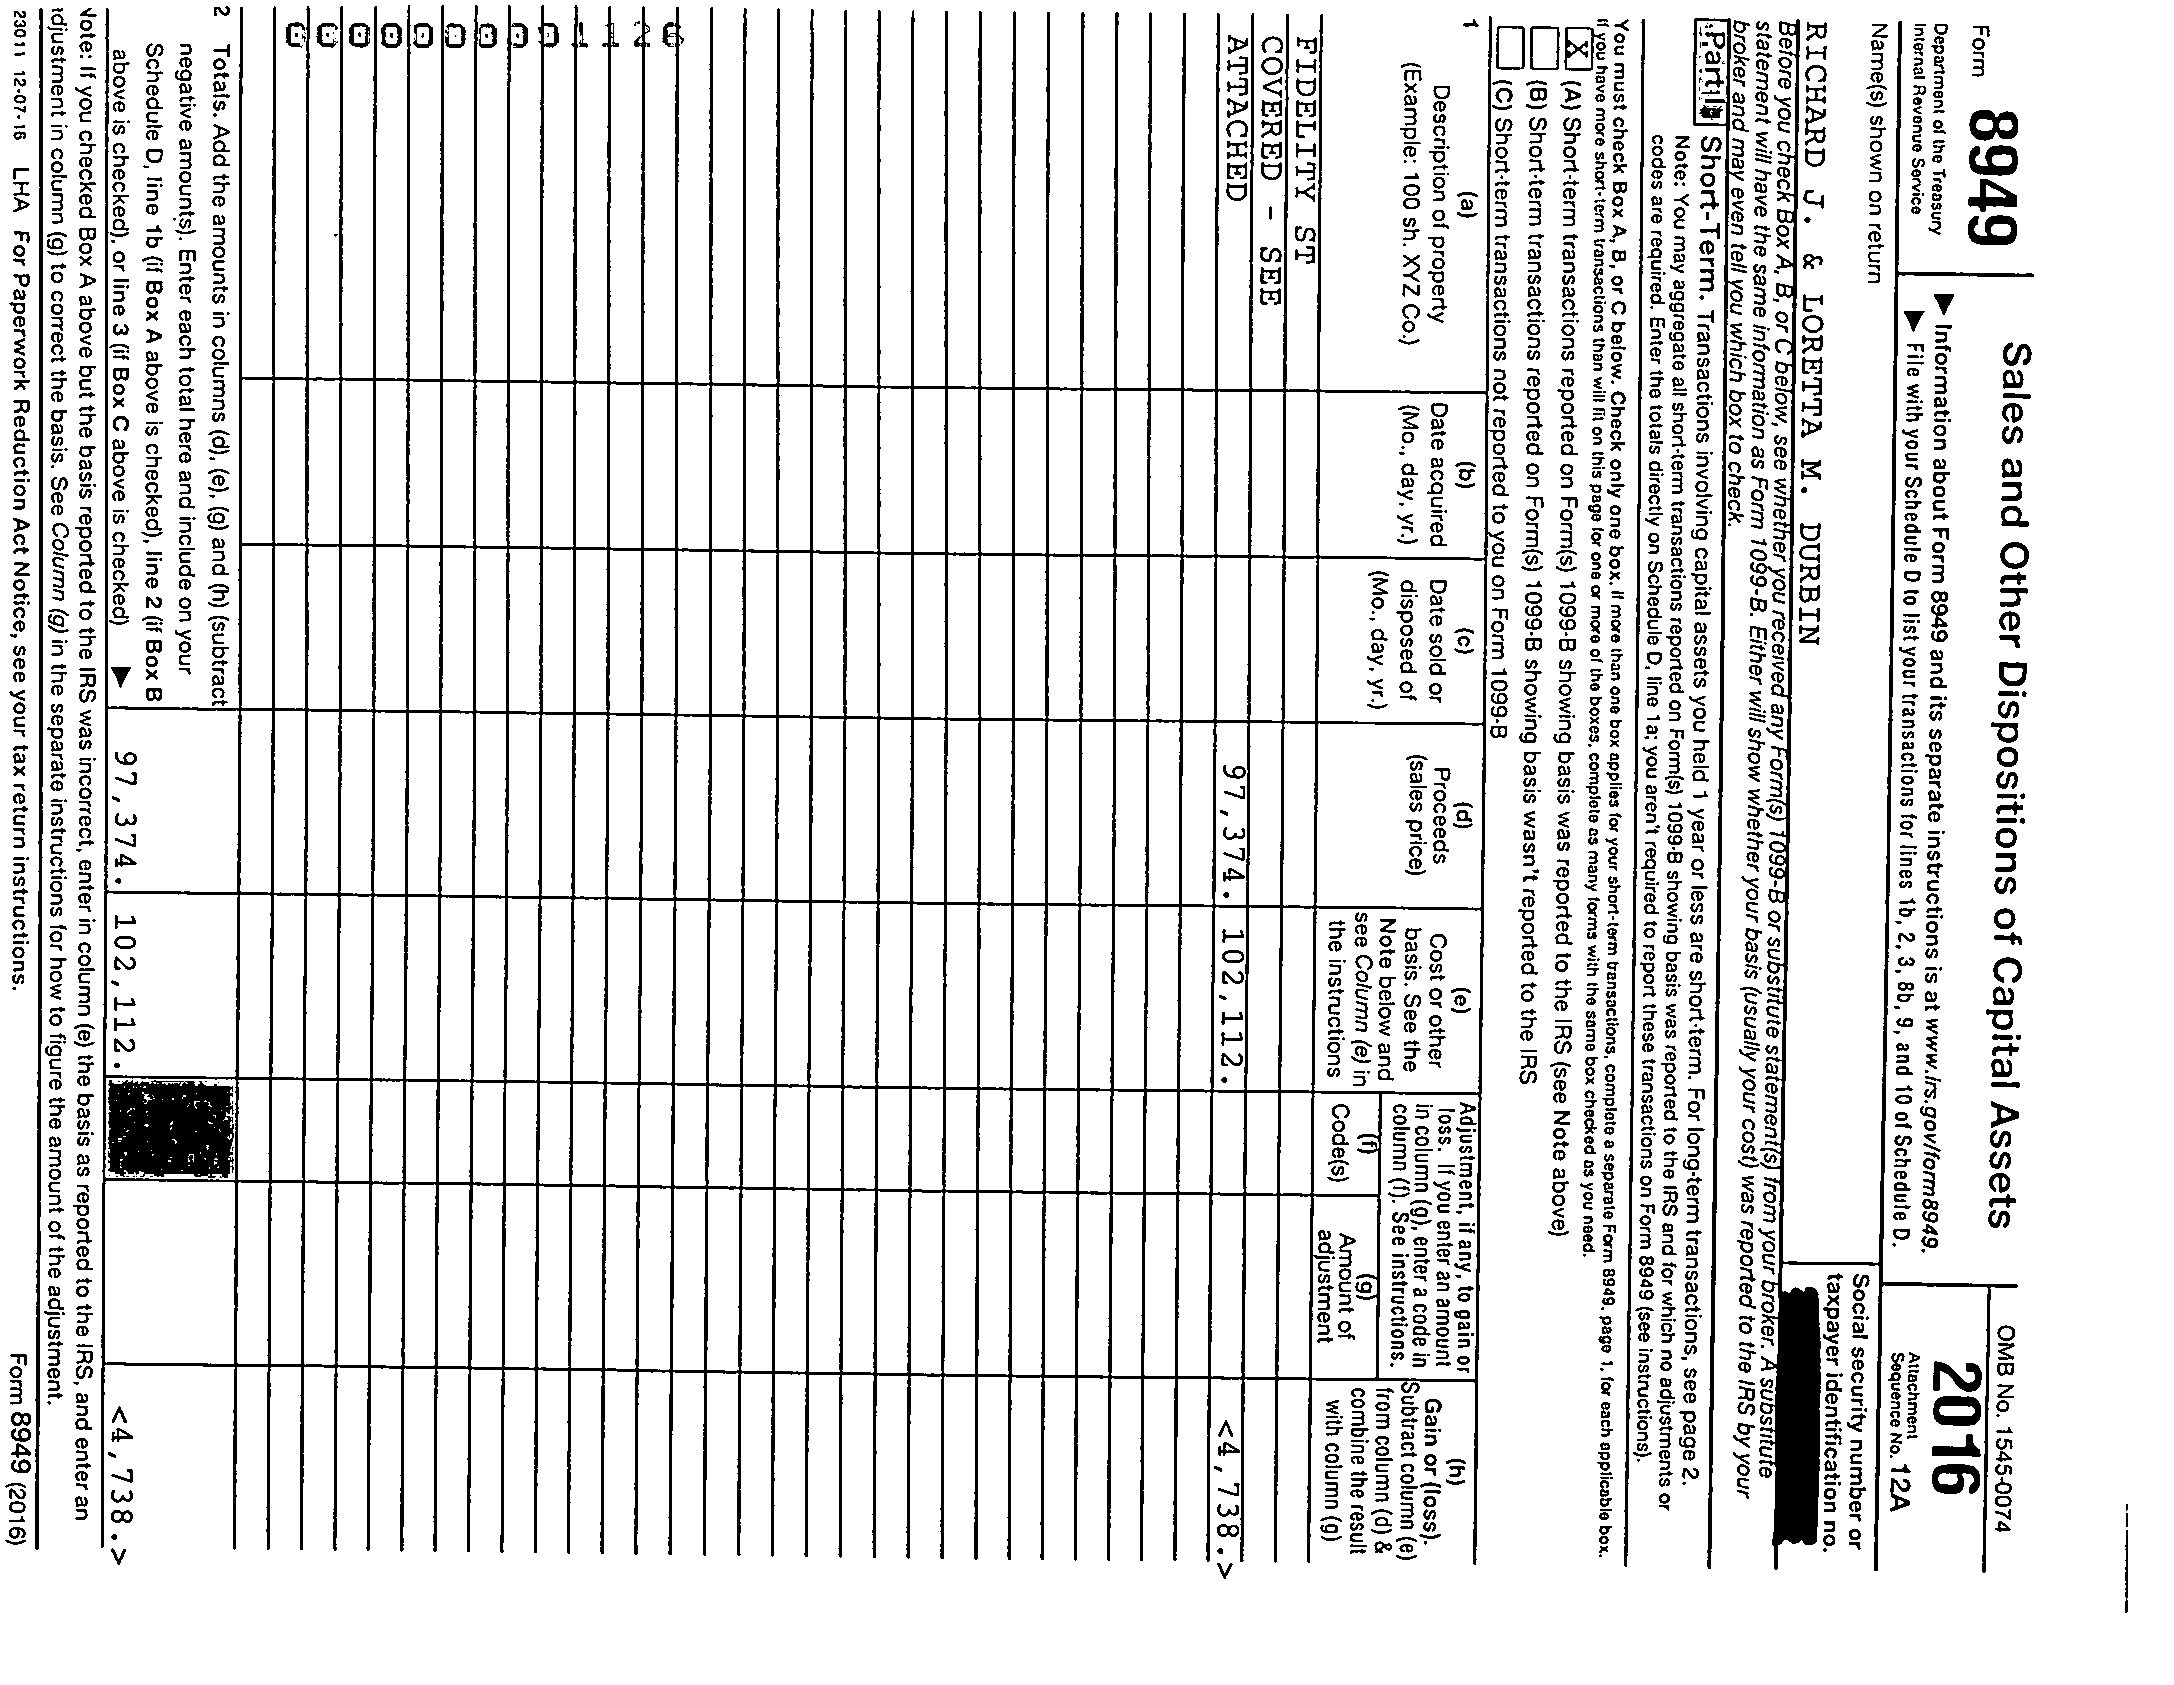 Form 8949
Department of the Treasury
Internal Revenue Service
Sales and Other Dispositions of Capital Assets
▶ Information about Form 8949 and its separate instructions is at www.irs.gov/form8949.
▶ File with your Schedule D to list your transactions for lines 1b, 2, 3, 8b, 9, and 10 of Schedule D.
OMB No. 1545-0074
2016
Attachment
Sequence No. 12A
Name(s) shown on return
Social security number or
taxpayer identification no.
RICHARD J. & LORETTA M. DURBIN
Before you check Box A, B, or C below, see whether you received any Form(s) 1099-B or substitute statement(s) from your broker. A substitute
statement will have the same information as Form 1099-B. Either will show whether your basis (usually your cost) was reported to the IRS by your
broker and may even tell you which box to check.
Part I Short-Term. Transactions involving capital assets you held 1 year or less are short-term. For long-term transactions, see page 2.
Note: You may aggregate all short-term transactions reported on Form(s) 1099-B showing basis was reported to the IRS and for which no adjustments or
codes are required. Enter the totals directly on Schedule D, line 1a; you aren't required to report these transactions on Form 8949 (see instructions).
You must check Box A, B, or C below. Check only one box. If more than one box applies for your short-term transactions, complete a separate Form 8949, page 1, for each applicable box.
If you have more short-term transactions than will fit on this page for one or more of the boxes, complete as many forms with the same box checked as you need.
X (A) Short-term transactions reported on Form(s) 1099-B showing basis was reported to the IRS (see Note above)
(B) Short-term transactions reported on Form(s) 1099-B showing basis wasn't reported to the IRS
(C) Short-term transactions not reported to you on Form 1099-B
1
(a)
Description of property
(Example: 100 sh. XYZ Co.)
(b)
Date acquired
(Mo., day, yr.)
(c)
Date sold or
disposed of
(Mo., day, yr.)
(d)
Proceeds
(sales price)
(e)
Cost or other
basis. See the
Note below and
see Column (e) in
the instructions
Adjustment, if any, to gain or
loss. If you enter an amount
in column (g), enter a code in
column (f). See instructions.
(f)
Code(s)
(g)
Amount of
adjustment
(h)
Gain or (loss).
Subtract column (e)
from column (d) &
combine the result
with column (g)
FIDELITY ST
COVERED - SEE
ATTACHED 97,374. 102,112. <4,738.>
0000000001126
2 Totals. Add the amounts in columns (d), (e), (g) and (h) (subtract
negative amounts). Enter each total here and include on your
Schedule D, line 1b (if Box A above is checked), line 2 (if Box B
above is checked), or line 3 (if Box C above is checked) ▶ 97,374. 102,112. <4,738.>
Note: If you checked Box A above but the basis reported to the IRS was incorrect, enter in column (e) the basis as reported to the IRS, and enter an
adjustment in column (g) to correct the basis. See Column (g) in the separate instructions for how to figure the amount of the adjustment.
23011 12-07-16 LHA For Paperwork Reduction Act Notice, see your tax return instructions. Form 8949 (2016)